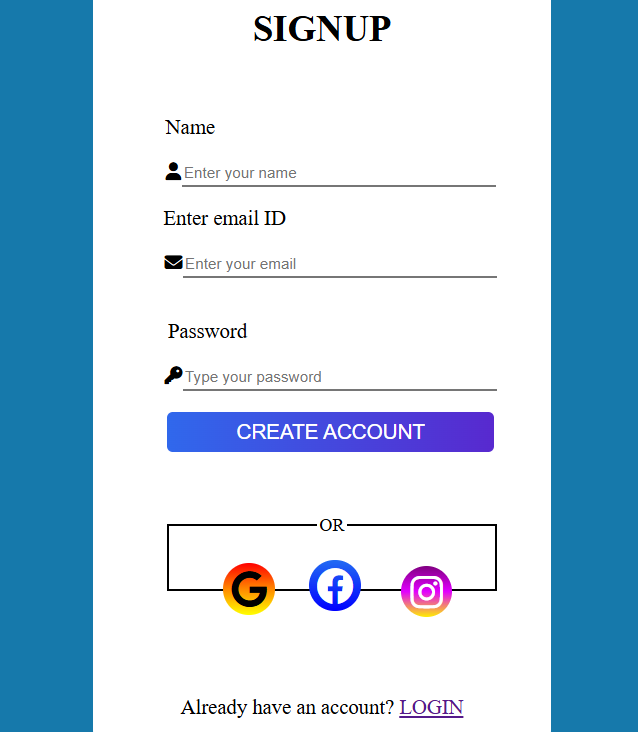 SIGNUP
Name
Enter your name
Enter email ID
Enter your email
Password
Type your password
CREATE ACCOUNT
OR
G
Already have an account? LOGIN